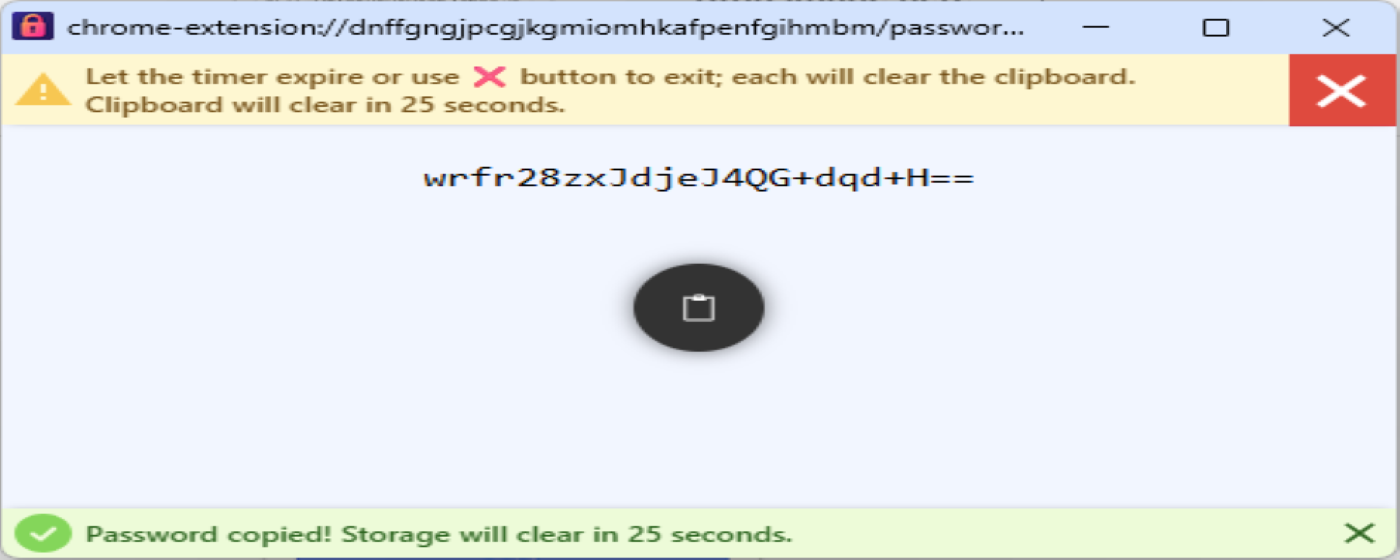 chrome-extension://dnffgngjpcgjkgmiomhkafpenfgihmbm/passwor...
Let the timer expire or use ❌ button to exit; each will clear the clipboard.
Clipboard will clear in 25 seconds.
wrfr28zxJdjeJ4QG+dqd+H==
Password copied! Storage will clear in 25 seconds.